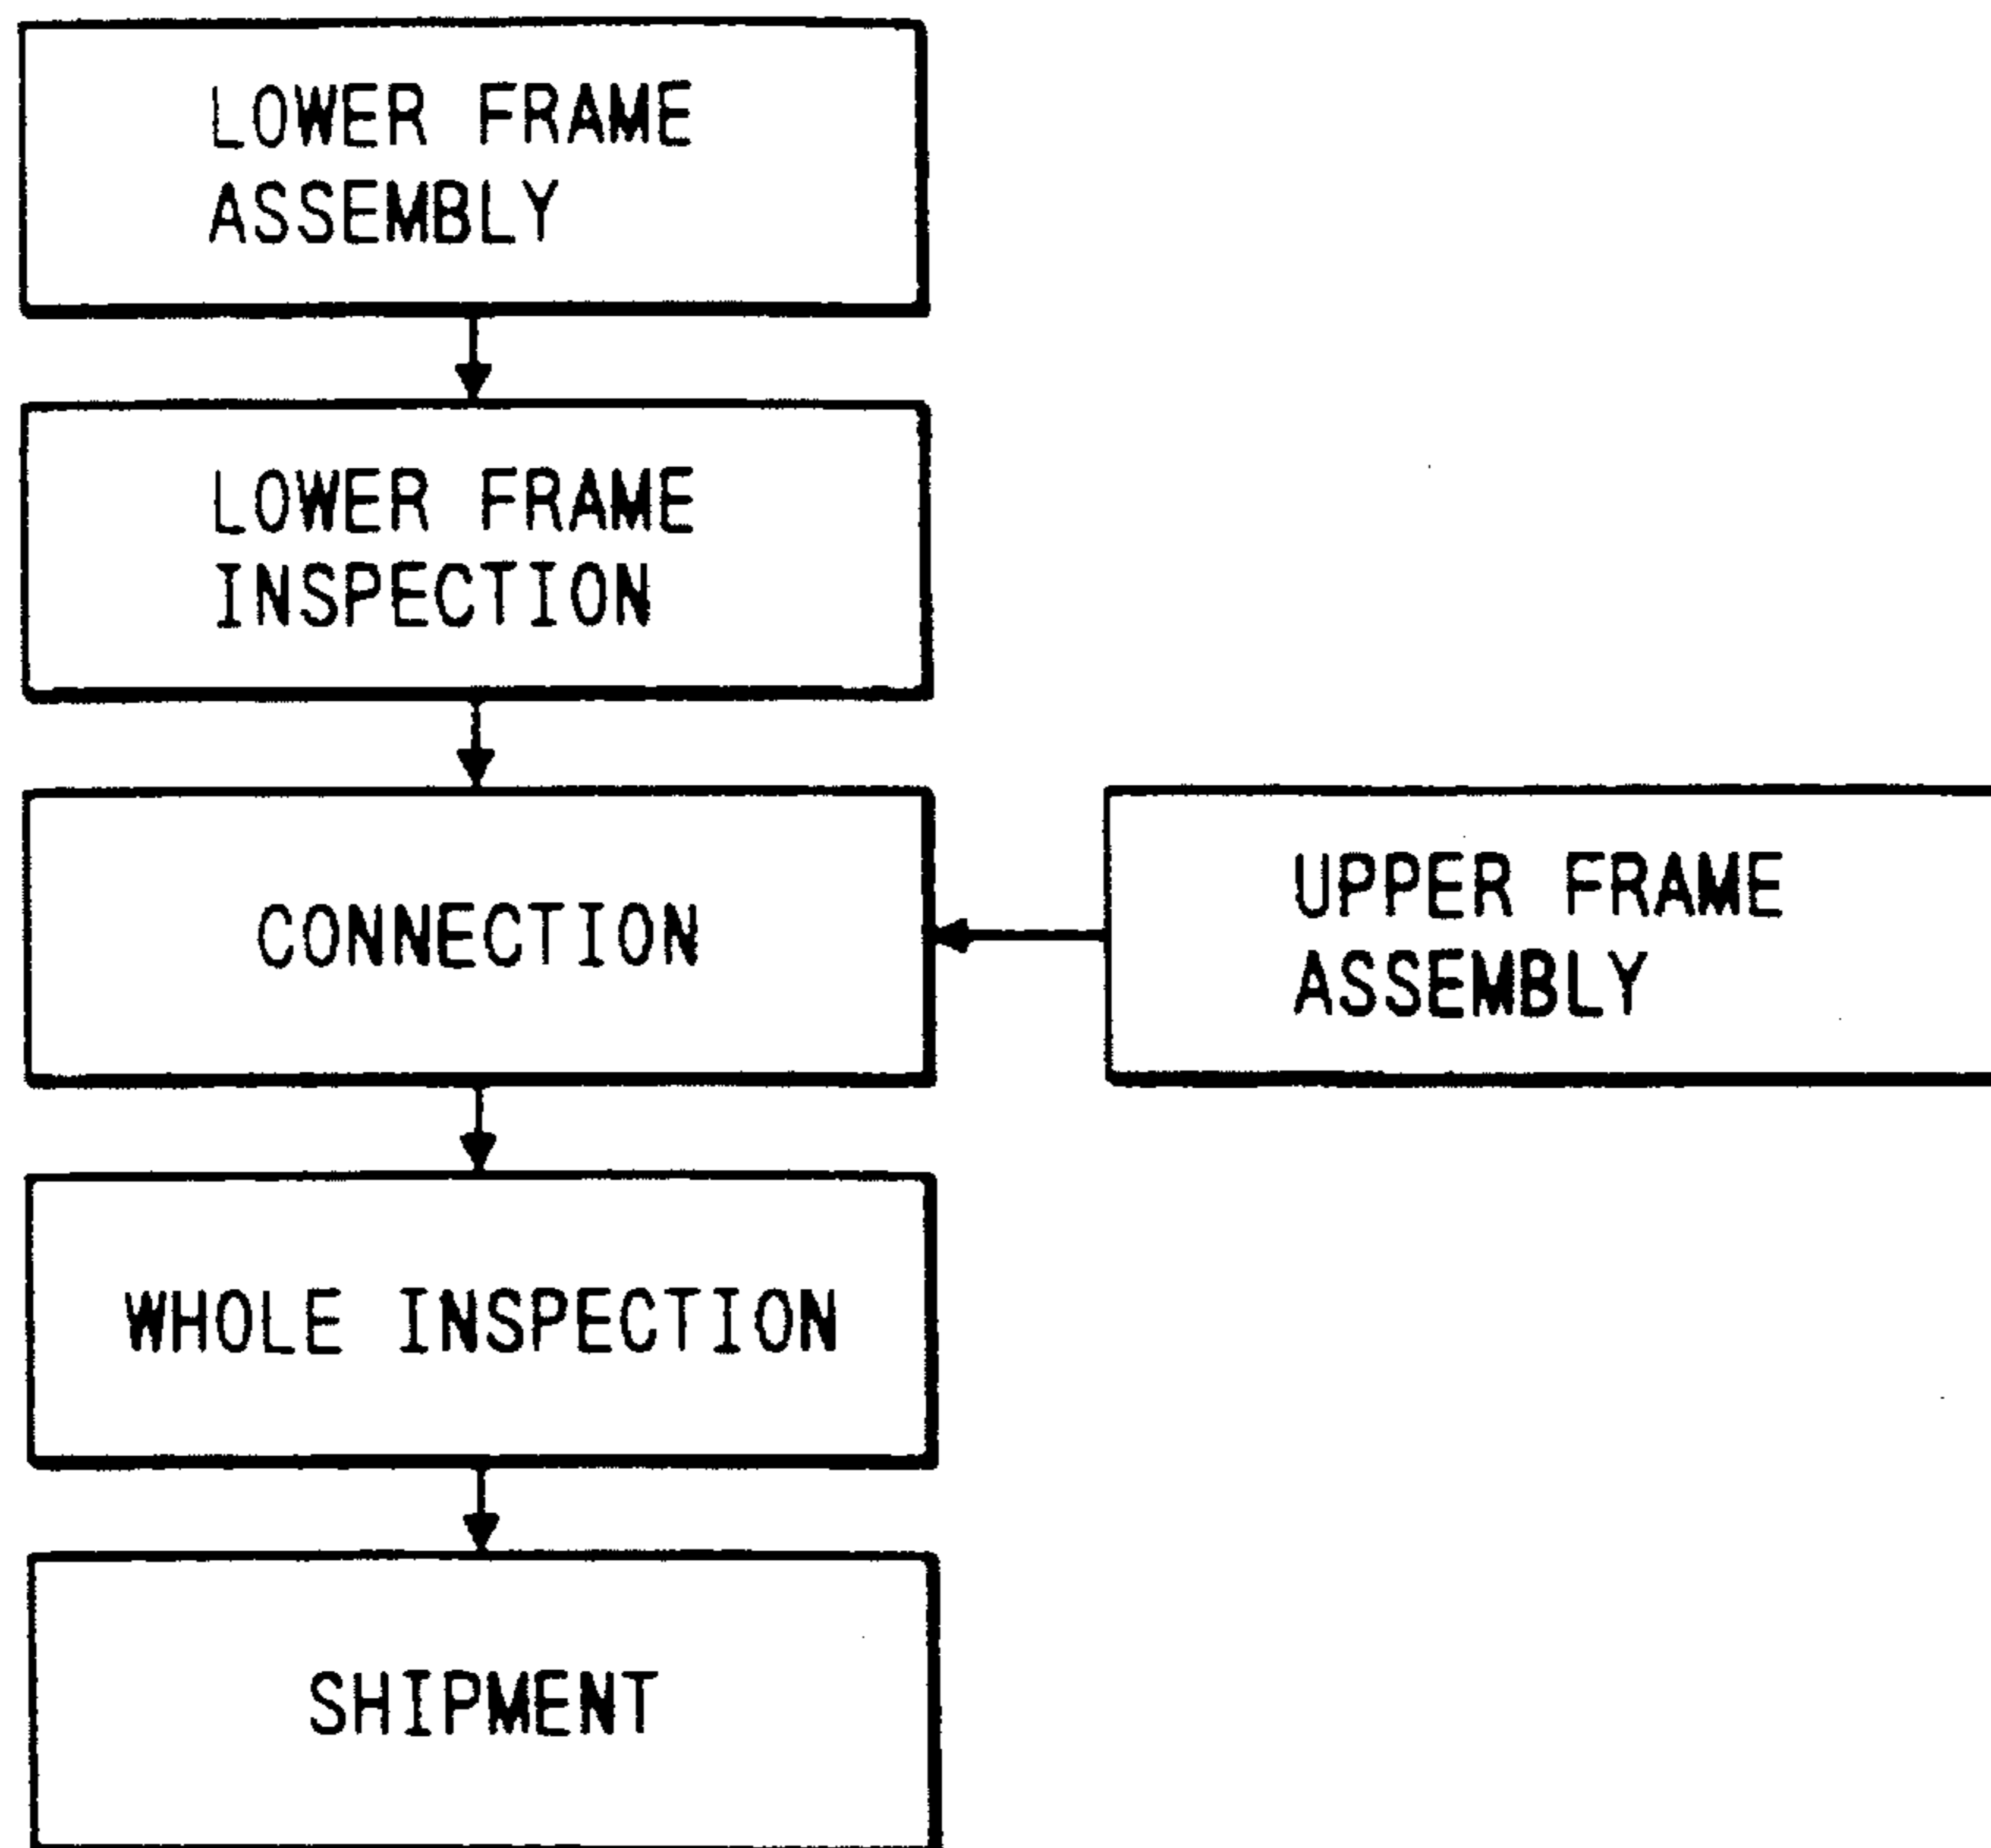 LOWER FRAME
ASSEMBLY
LOWER FRAME
INSPECTION
CONNECTION
UPPER FRAME
ASSEMBLY
WHOLE INSPECTION
SHIPMENT